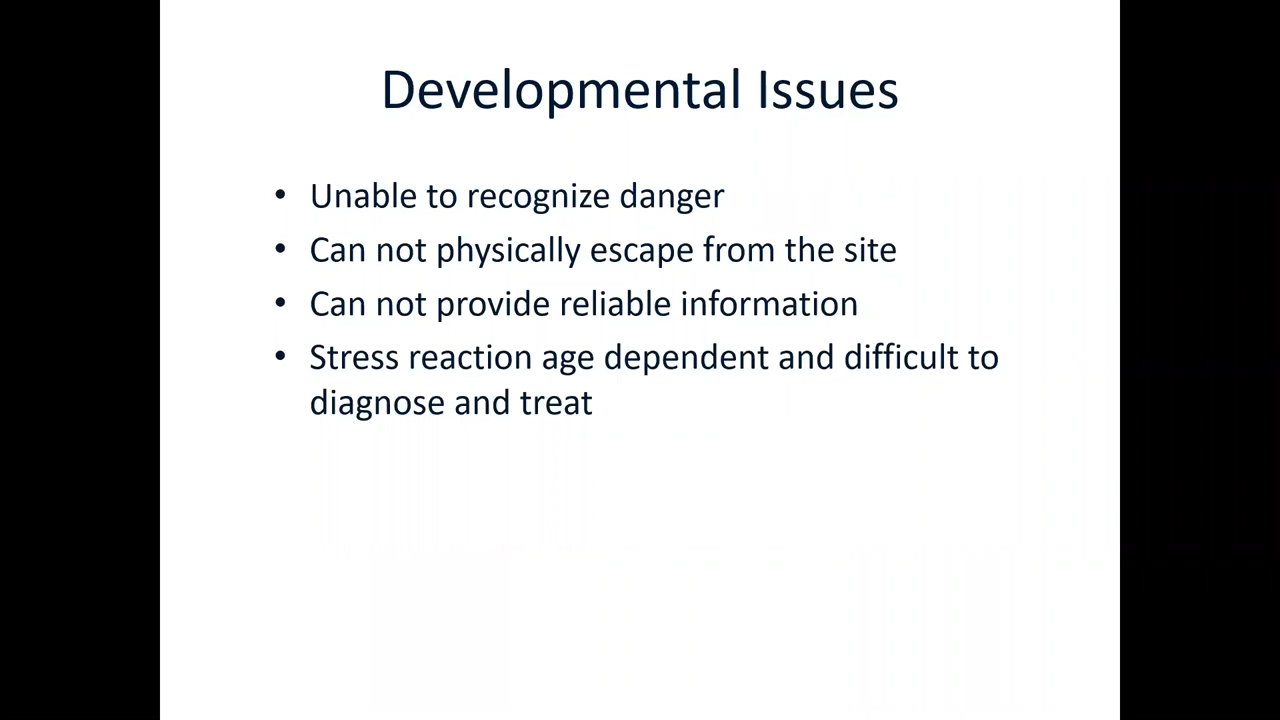 Developmental Issues
• Unable to recognize danger
• Can not physically escape from the site
• Can not provide reliable information
• Stress reaction age dependent and difficult to
diagnose and treat